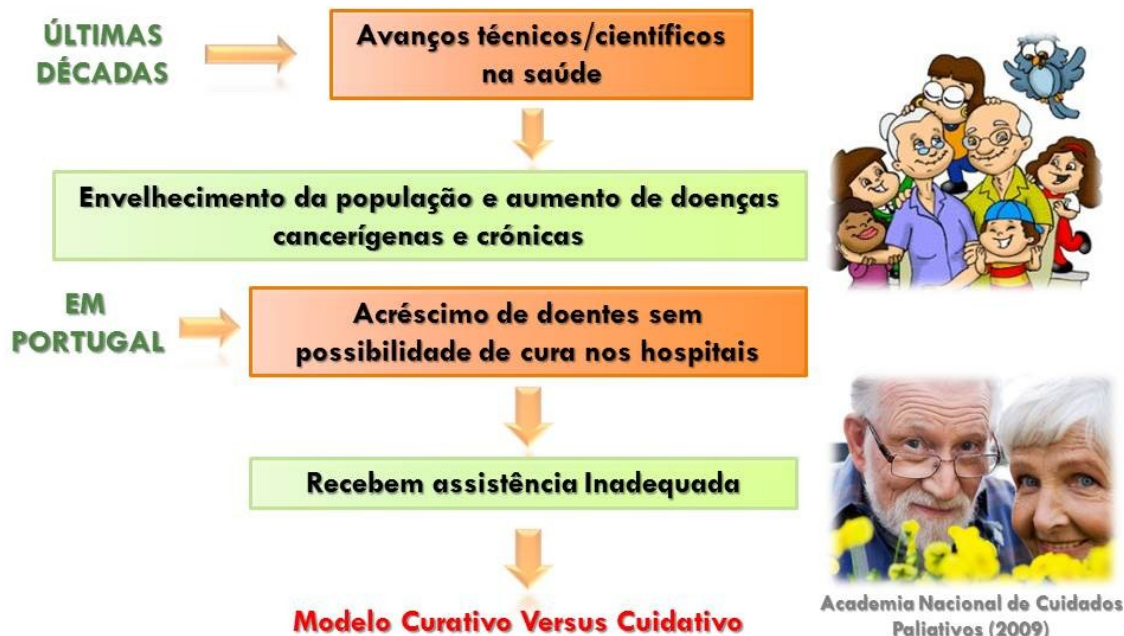 ÚLTIMAS
DÉCADAS
Avanços técnicos/científicos
na saúde
Envelhecimento da população e aumento de doenças
cancerígenas e crónicas
EM
PORTUGAL
Acréscimo de doentes sem
possibilidade de cura nos hospitais
Recebem assistência Inadequada
Modelo Curativo Versus Cuidativo
Academia Nacional de Cuidados
Paliativos (2009)